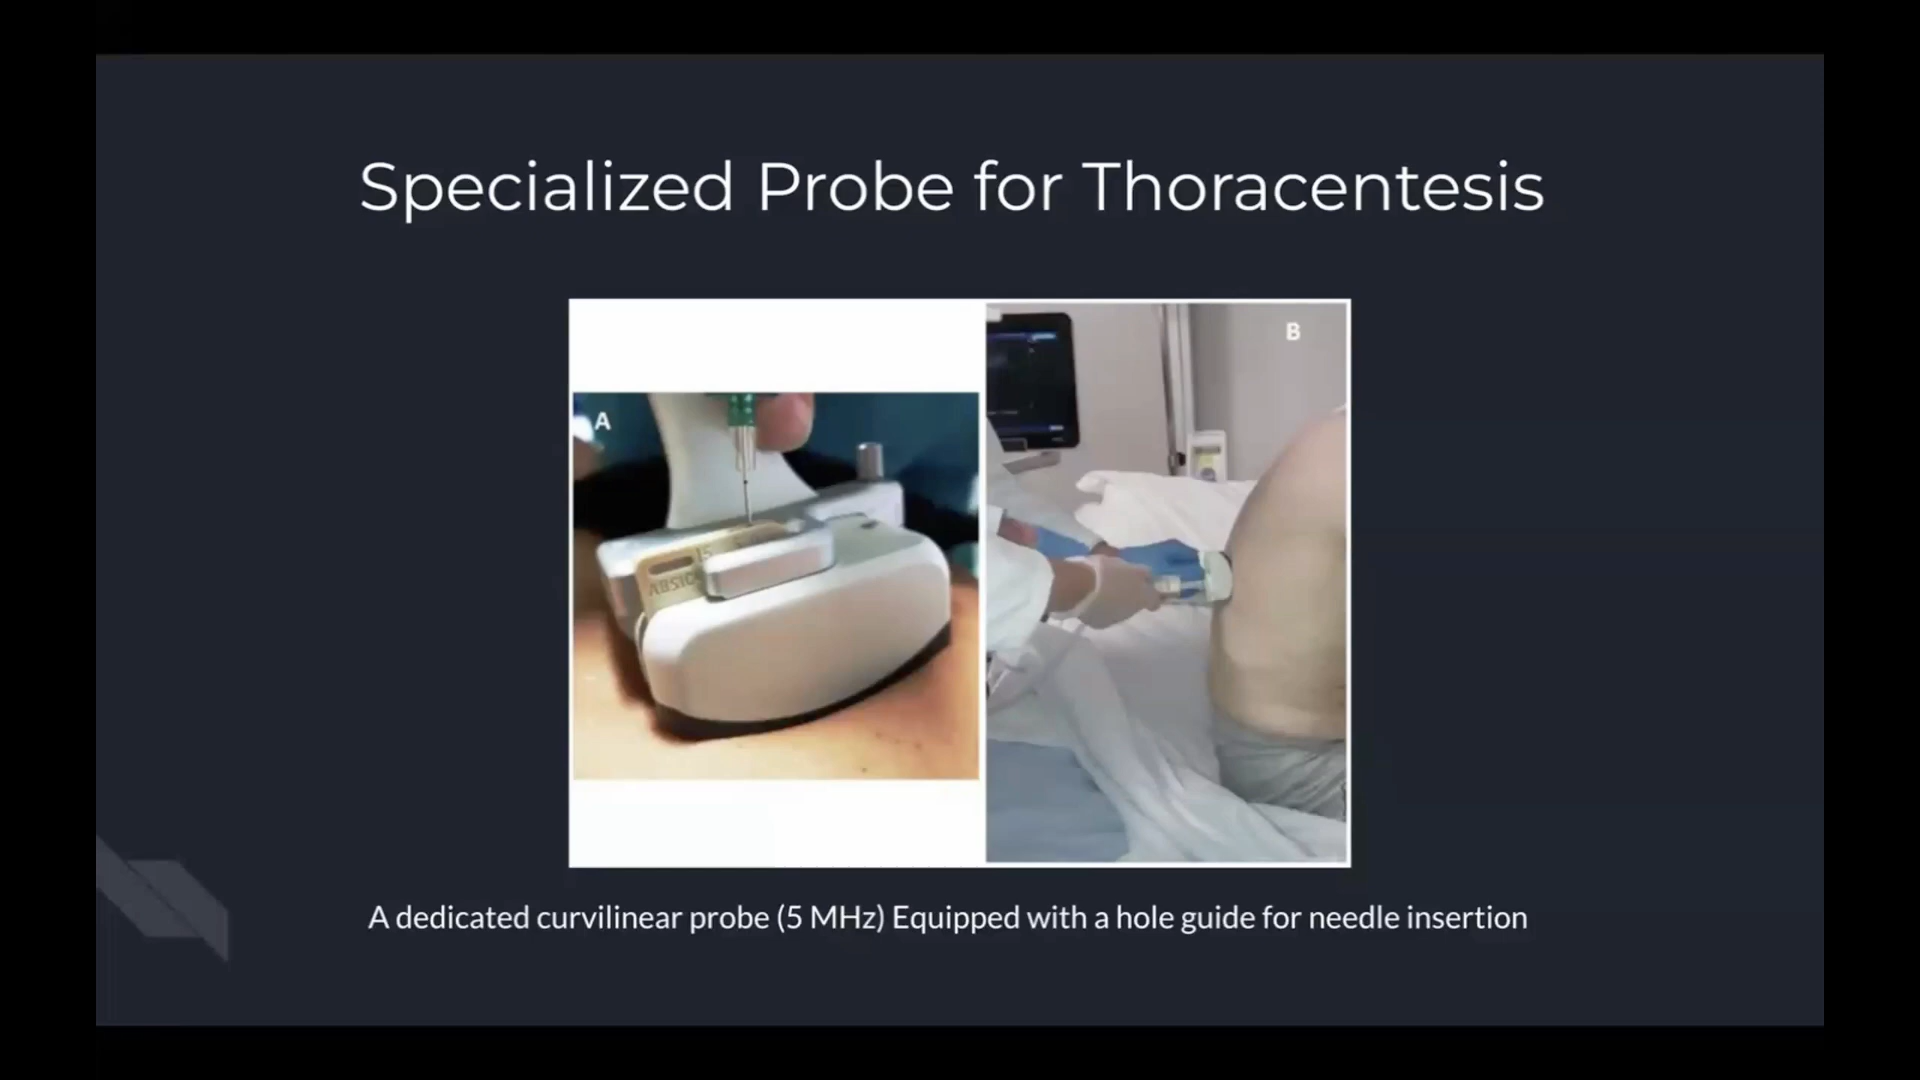 Specialized Probe for Thoracentesis
A
B
A dedicated curvilinear probe (5 MHz) Equipped with a hole guide for needle insertion